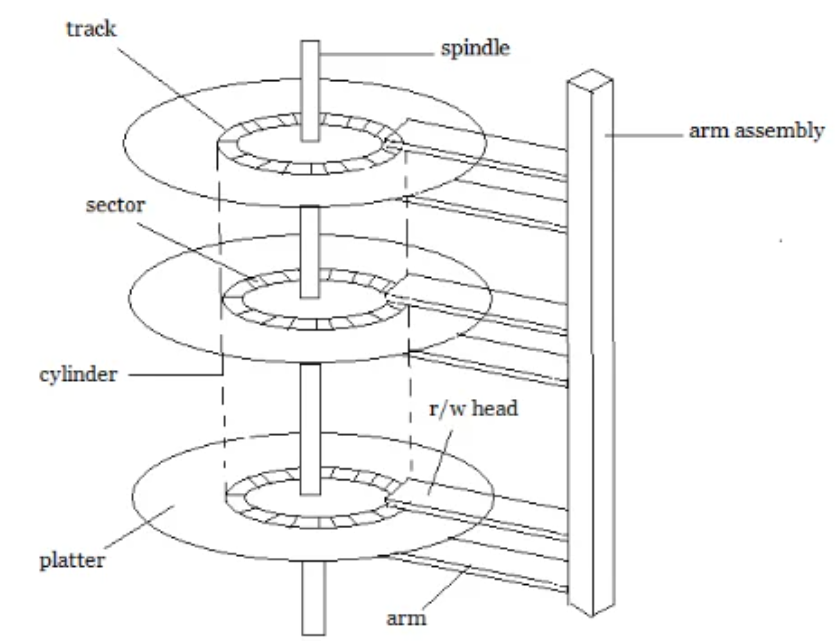 track
spindle
arm assembly
sector
cylinder
r/w head
platter
arm